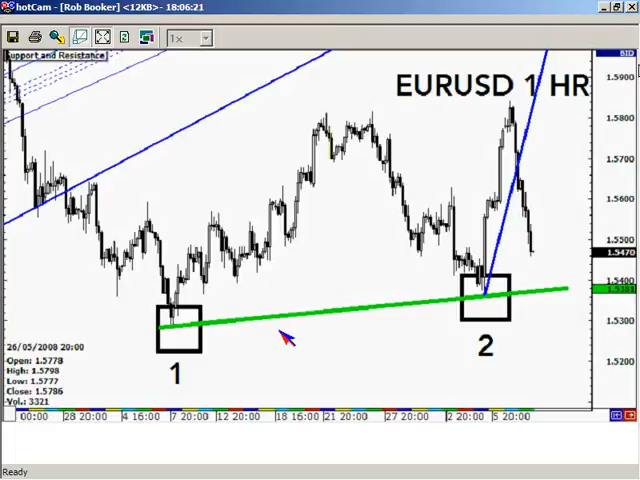 hotCam - [Rob Booker] <12KB> - 18:06:21
1x
Support and Resistance
BID
EURUSD 1 HR
1.5900
1.5800
1.5700
1.5600
1.5500
1.5470
1.5400
1.5381
1.5300
1.5200
26/05/2008 20:00
Open: 1.5778
High: 1.5798
Low: 1.5777
Close: 1.5786
Vol.: 3321
1
2
00:00 28 20:00 4 16:00 7 20:00 12 20:00 18 16:00 21 20:00 27 20:00 2 20:00 5 20:00
Ready